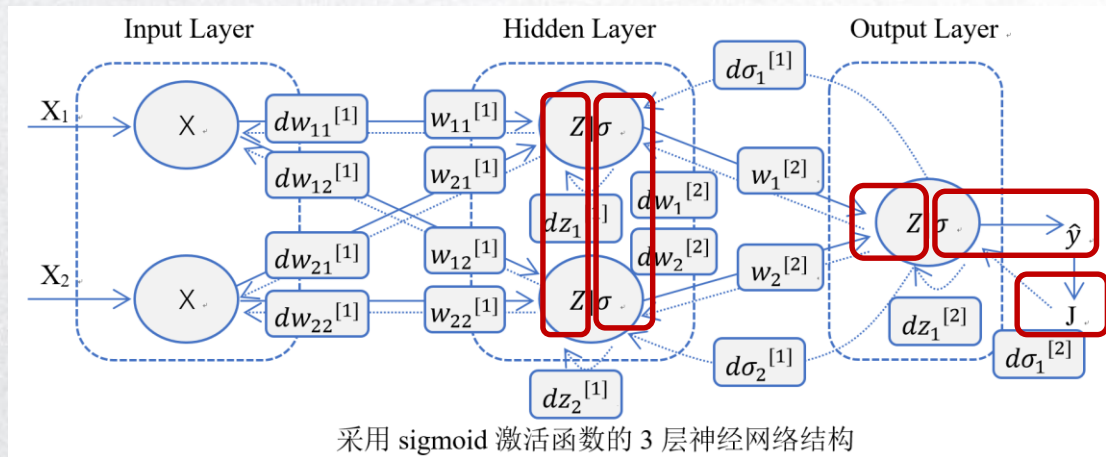 Input Layer
Hidden Layer
Output Layer
dσ₁^[1]
X₁
X
dw₁₁^[1]
w₁₁^[1]
Z|σ
dw₁₂^[1]
w₂₁^[1]
w₁^[2]
dz₁^[1]
dw₁^[2]
Z|σ
ŷ
dw₂₁^[1]
w₁₂^[1]
dw₂^[2]
w₂^[2]
X₂
X
dw₂₂^[1]
w₂₂^[1]
Z|σ
dz₁^[2]
J
dσ₂^[1]
dσ₁^[2]
dz₂^[1]
采用 sigmoid 激活函数的 3 层神经网络结构